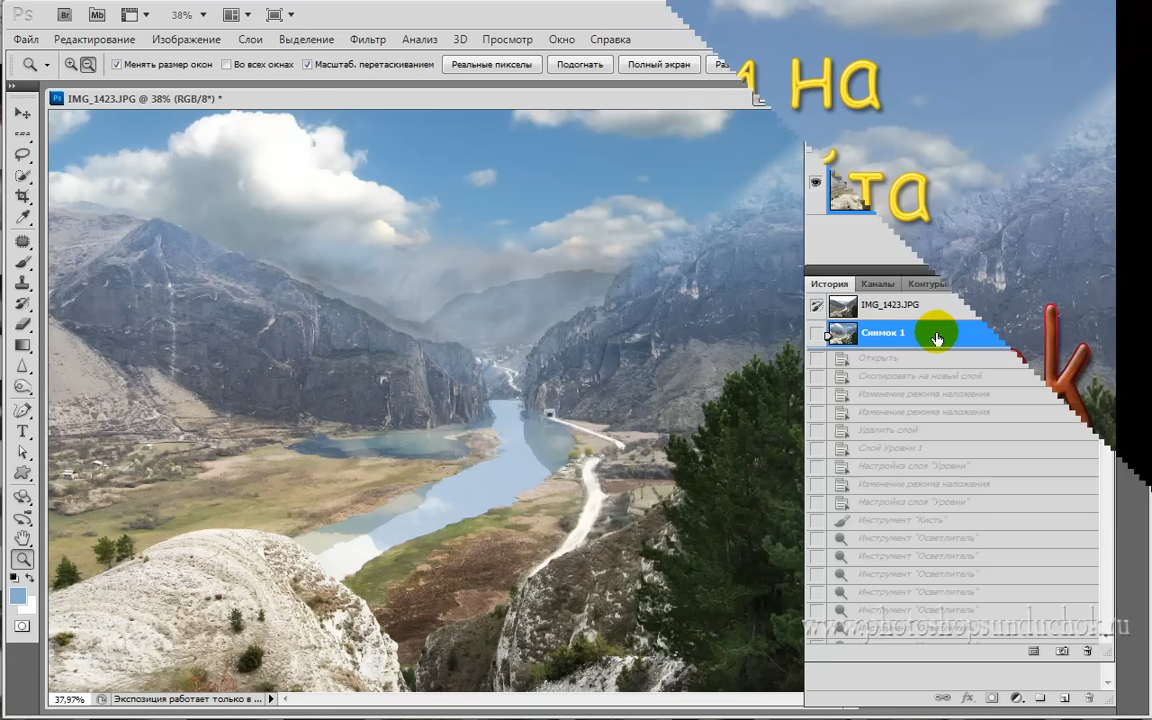 Ps Br Mb 38%
Файл Редактирование Изображение Слои Выделение Фильтр Анализ 3D Просмотр Окно Справка
Менять размер окон Во всех окнах Масштаб. перетаскиванием Реальные пикселы Подогнать Полный экран
на
IMG_1423.JPG @ 38% (RGB/8*) *
та
История Каналы Контуры
IMG_1423.JPG
Снимок 1
k
Открыть
Скопировать на новый слой
Изменение режима наложения
Изменение режима наложения
Удалить слой
Слой Уровни 1
Настройка слоя "Уровни"
Изменение режима наложения
Настройка слоя "Уровни"
Инструмент "Кисть"
Инструмент "Осветлитель"
Инструмент "Осветлитель"
Инструмент "Осветлитель"
Инструмент "Осветлитель"
Инструмент "Осветлитель"
www.photoshopsunduchok.ru
37,97% Экспозиция работает только в ...